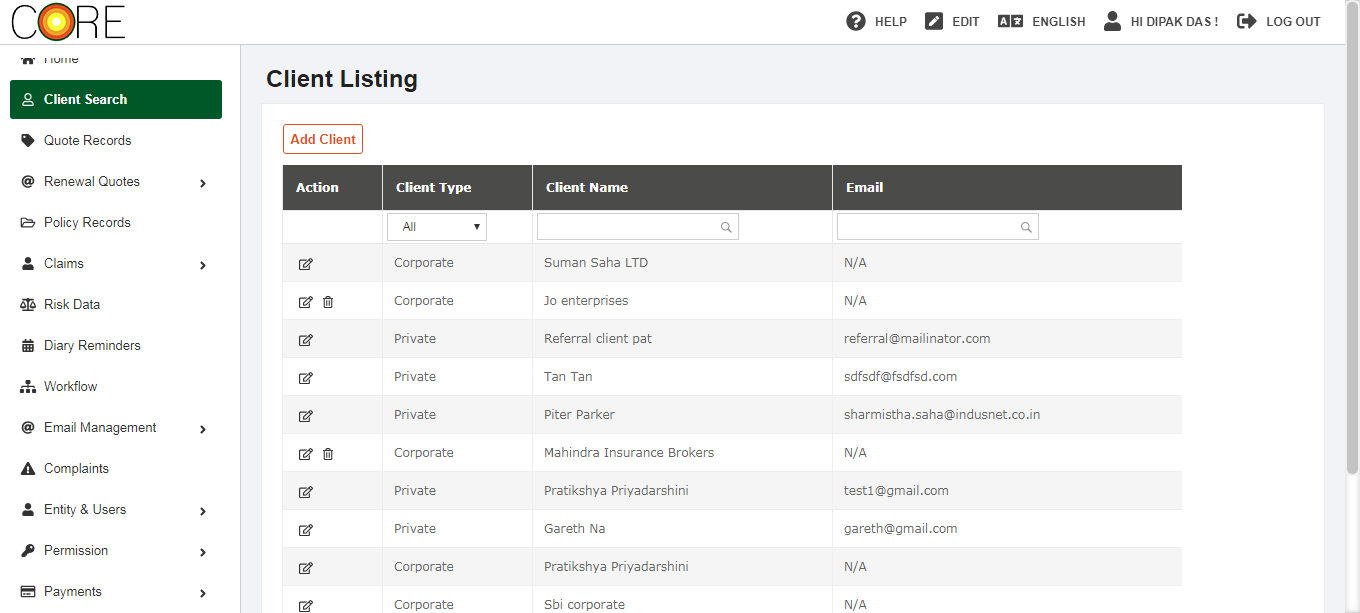 CORE
HELP EDIT ENGLISH HI DIPAK DAS ! LOG OUT
Home
Client Search
Quote Records
Renewal Quotes
Policy Records
Claims
Risk Data
Diary Reminders
Workflow
Email Management
Complaints
Entity & Users
Permission
Payments
Client Listing
Add Client
Action Client Type Client Name Email
All
Corporate Suman Saha LTD N/A
Corporate Jo enterprises N/A
Private Referral client pat referral@mailinator.com
Private Tan Tan sdfsdf@fsdfsd.com
Private Piter Parker sharmistha.saha@indusnet.co.in
Corporate Mahindra Insurance Brokers N/A
Private Pratikshya Priyadarshini test1@gmail.com
Private Gareth Na gareth@gmail.com
Corporate Pratikshya Priyadarshini N/A
Corporate Sbi corporate N/A